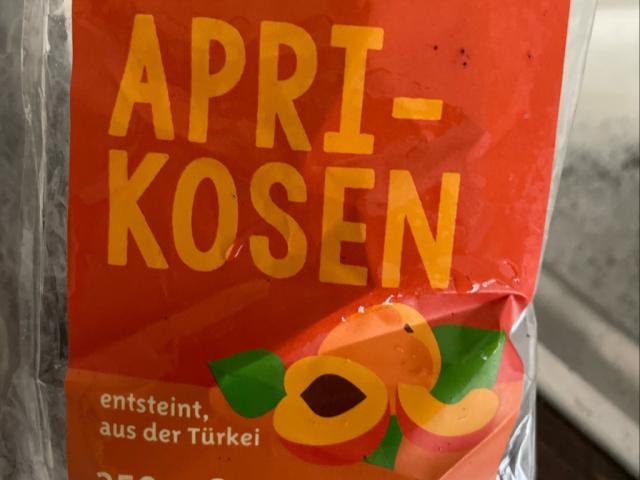 APRI-
KOSEN
entsteint,
aus der Türkei